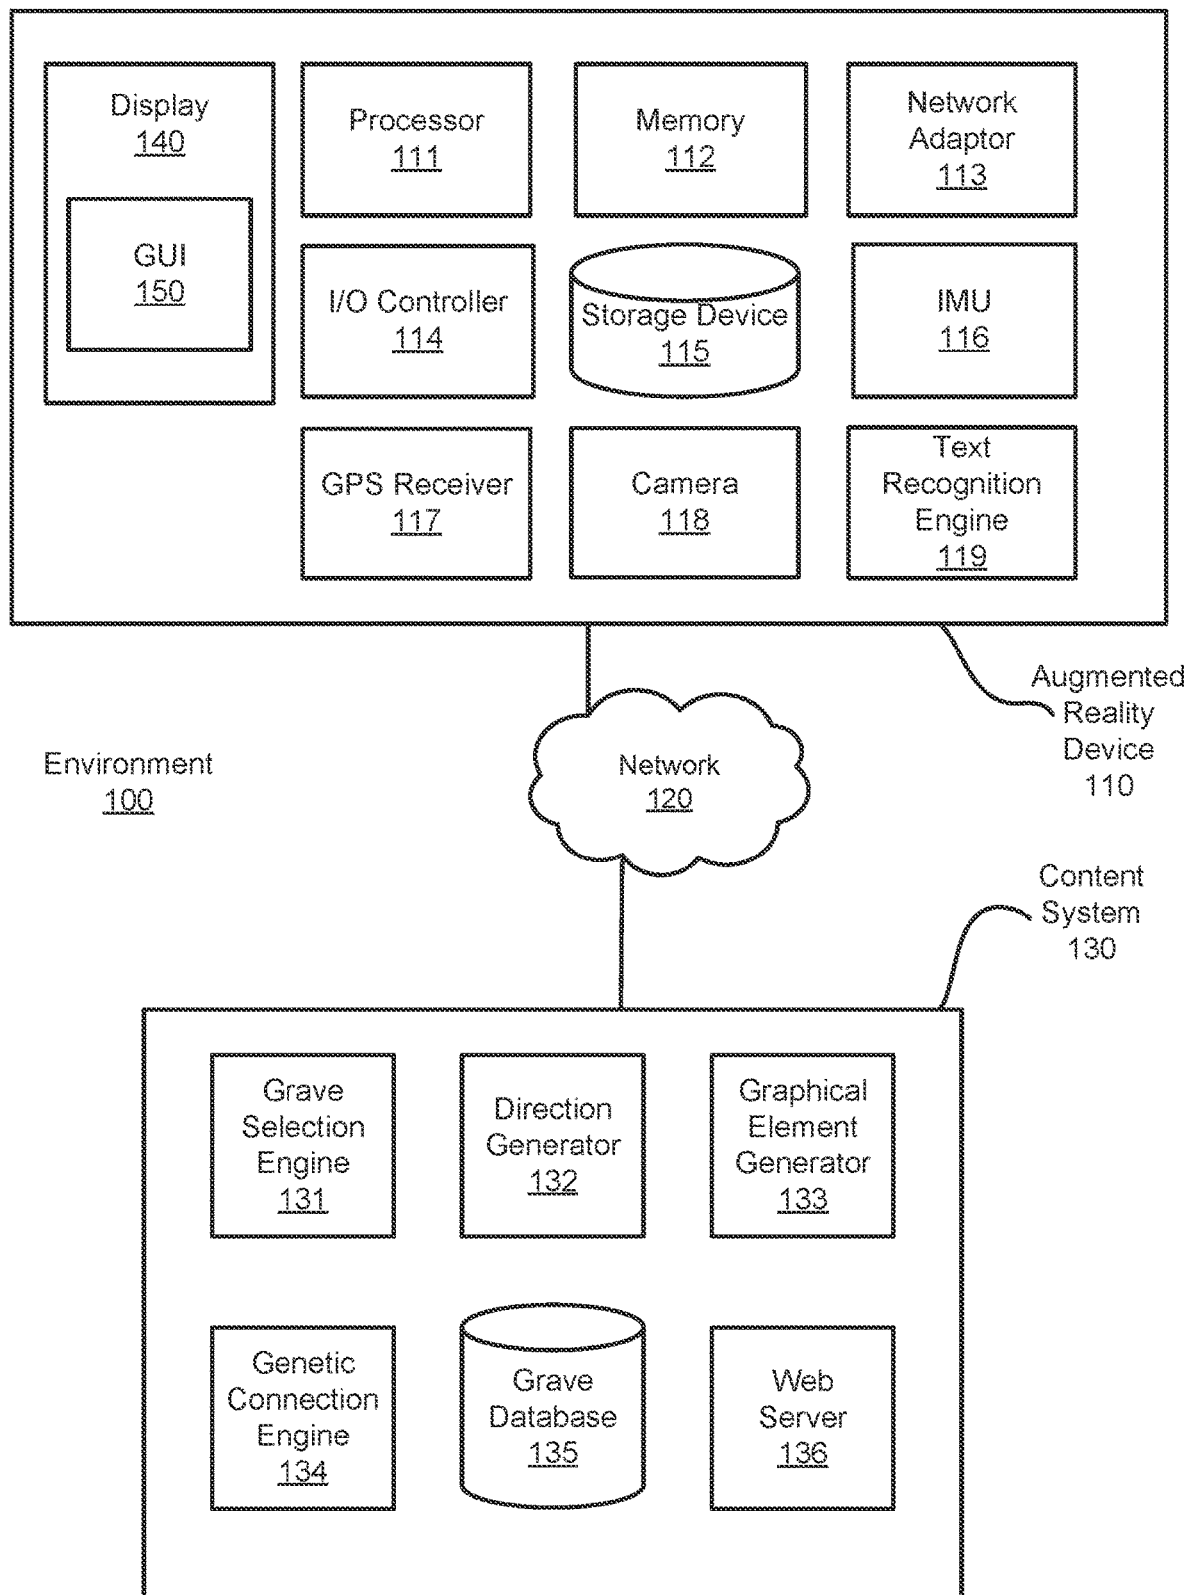 Display
140
GUI
150
Processor
111
Memory
112
Network
Adaptor
113
I/O Controller
114
Storage Device
115
IMU
116
GPS Receiver
117
Camera
118
Text
Recognition
Engine
119
Augmented
Reality
Device
110
Environment
100
Network
120
Content
System
130
Grave
Selection
Engine
131
Direction
Generator
132
Graphical
Element
Generator
133
Genetic
Connection
Engine
134
Grave
Database
135
Web
Server
136